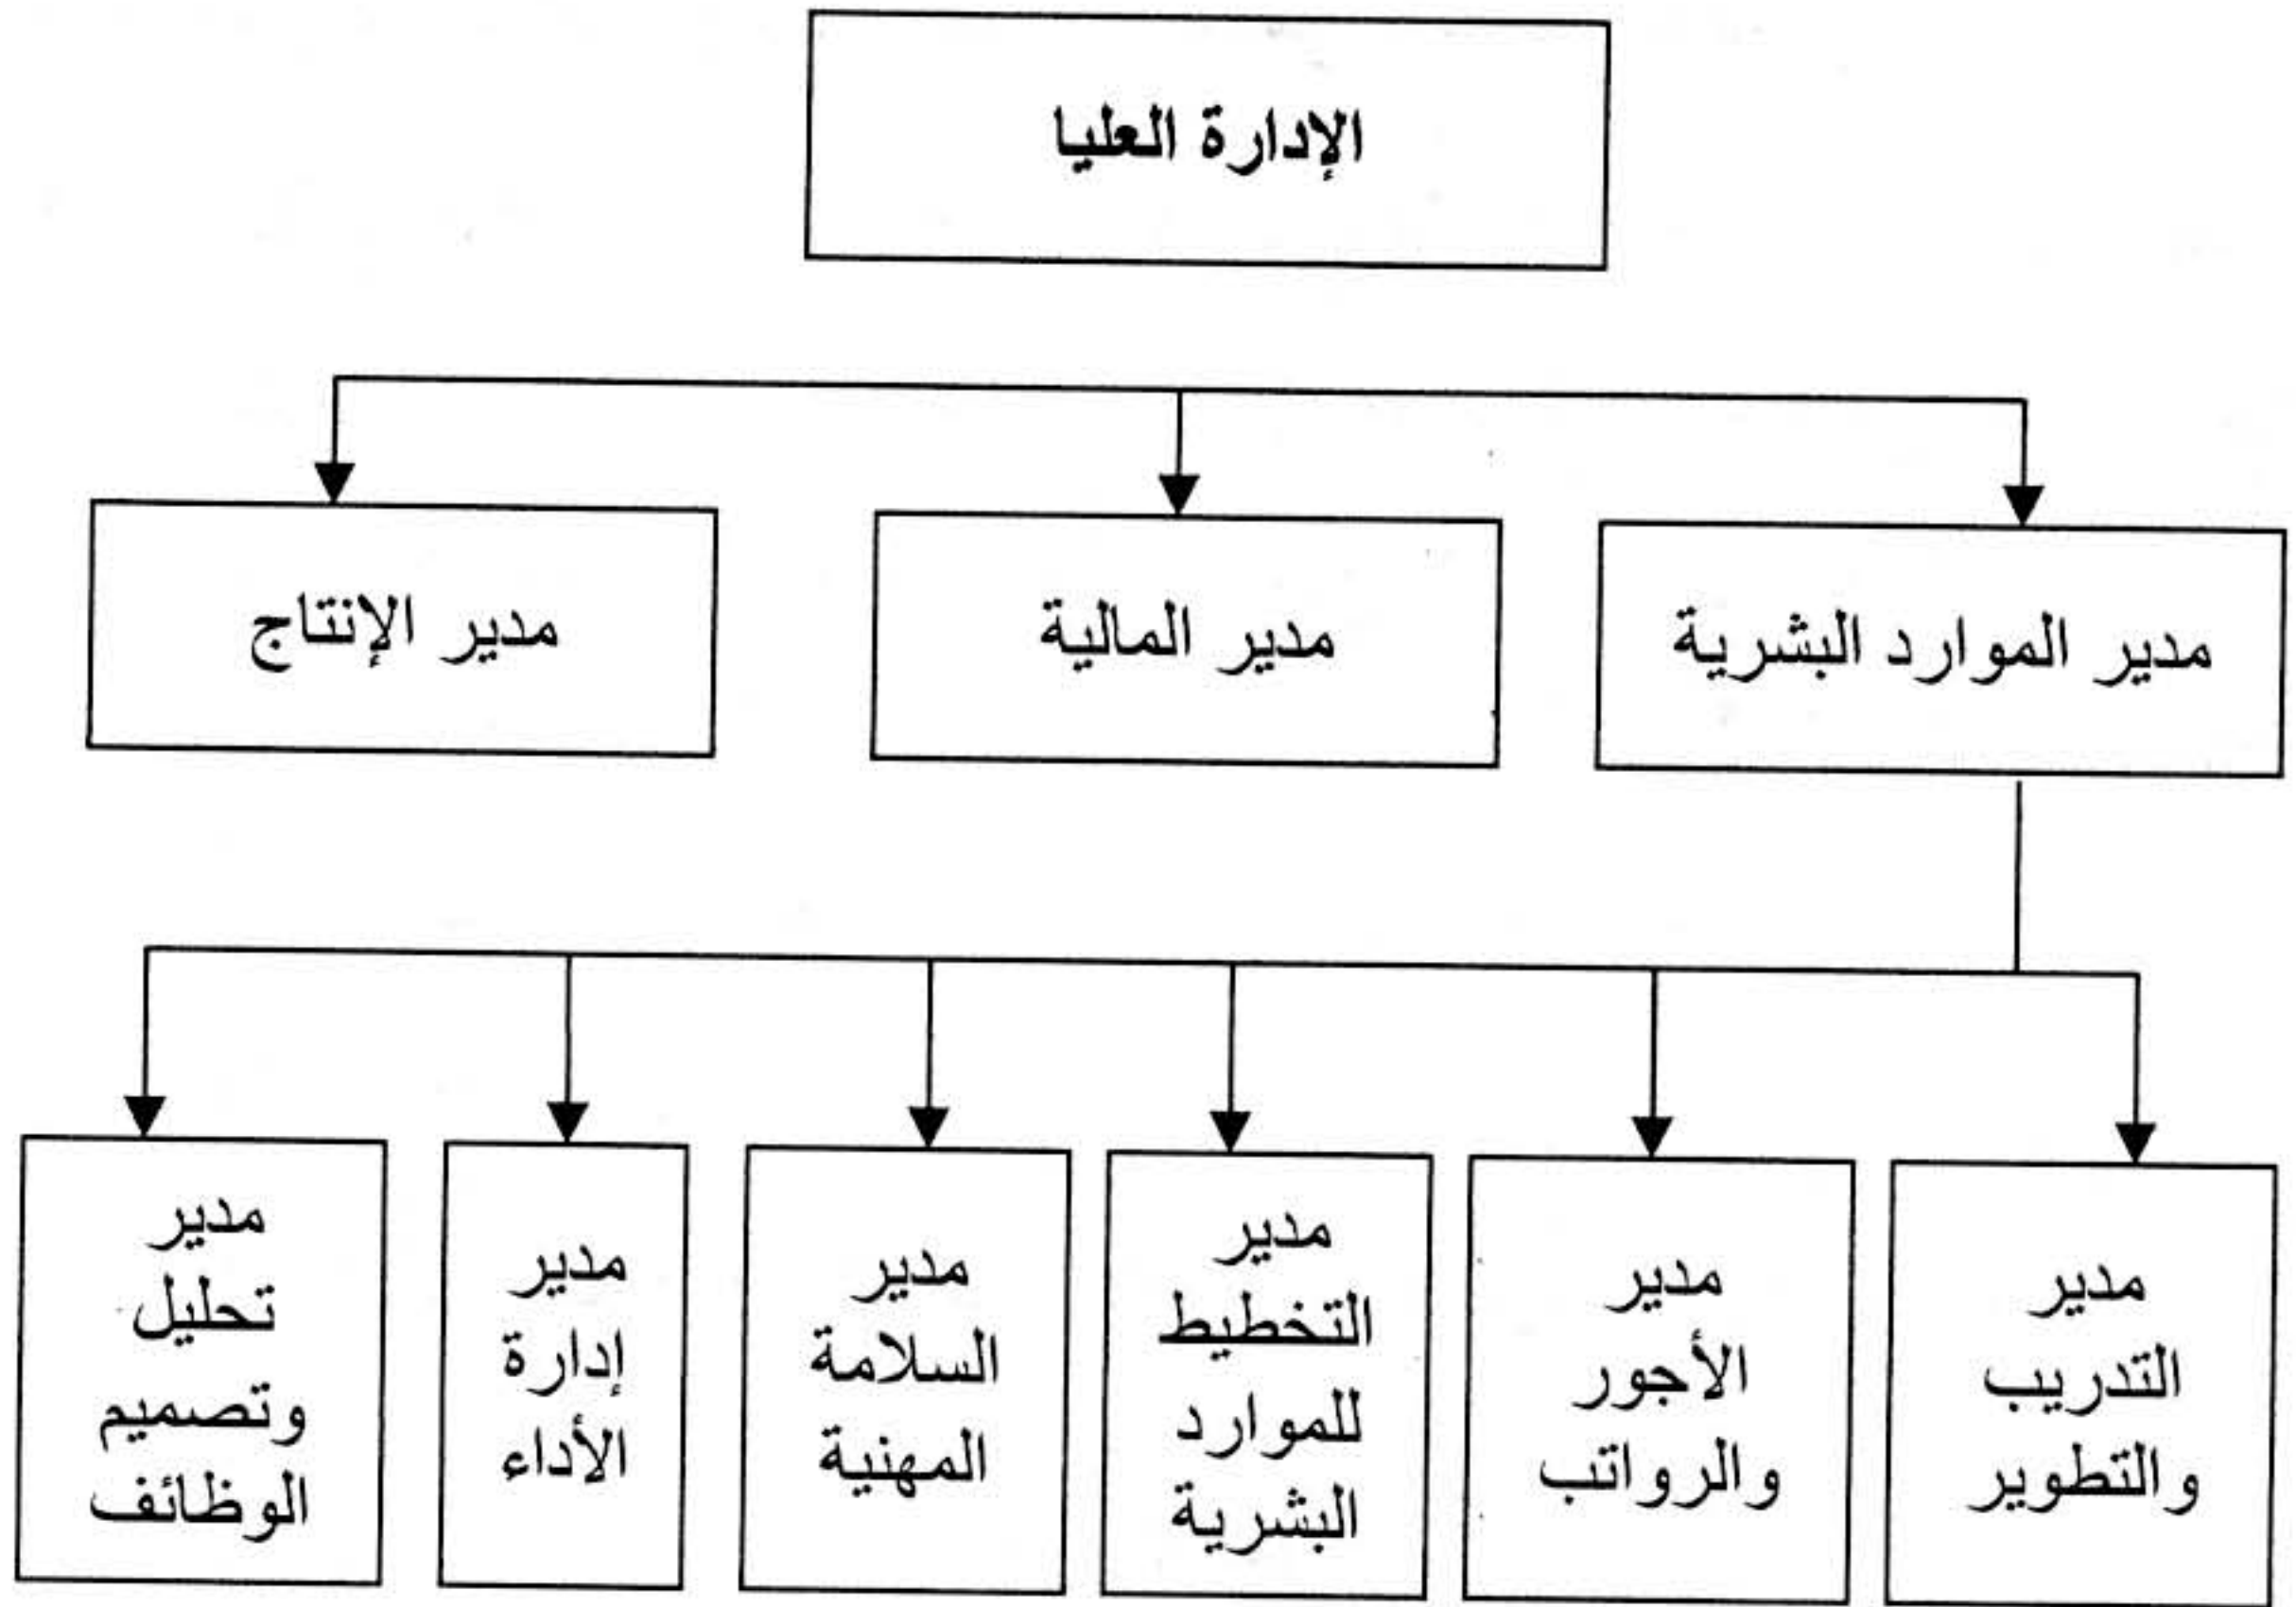 الإدارة العليا
مدير الموارد البشرية
مدير المالية
مدير الإنتاج
مدير
التدريب
والتطوير
مدير
الأجور
والرواتب
مدير
التخطيط
للموارد
البشرية
مدير
السلامة
المهنية
مدير
إدارة
الأداء
مدير
تحليل
وتصميم
الوظائف